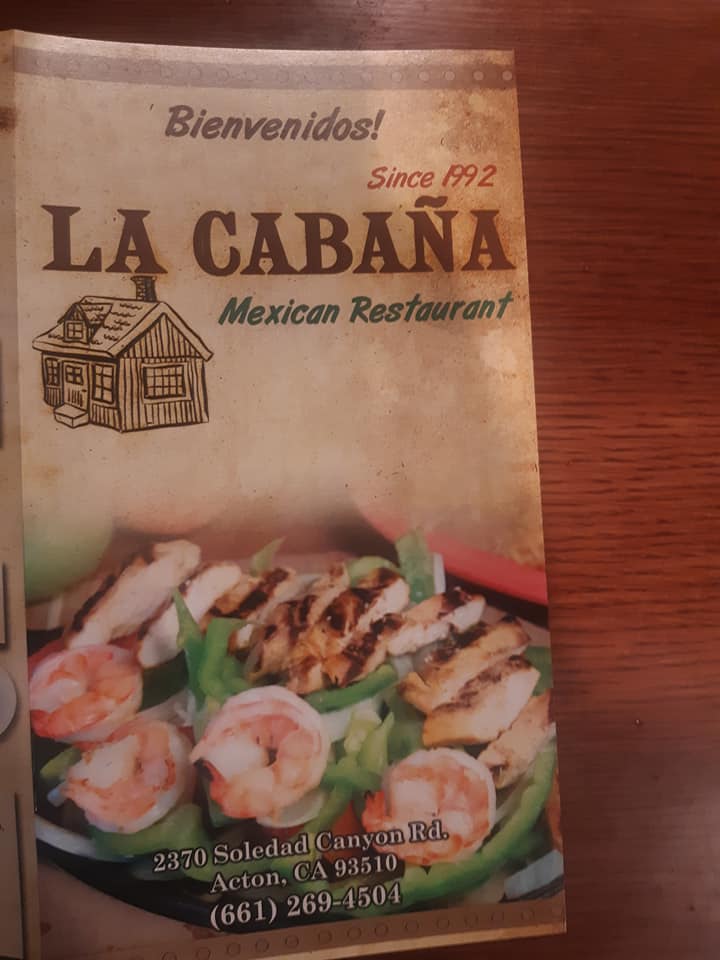 Bienvenidos!
Since 1992
LA CABAÑA
Mexican Restaurant
2370 Soledad Canyon Rd.
Acton, CA 93510
(661) 269-4504